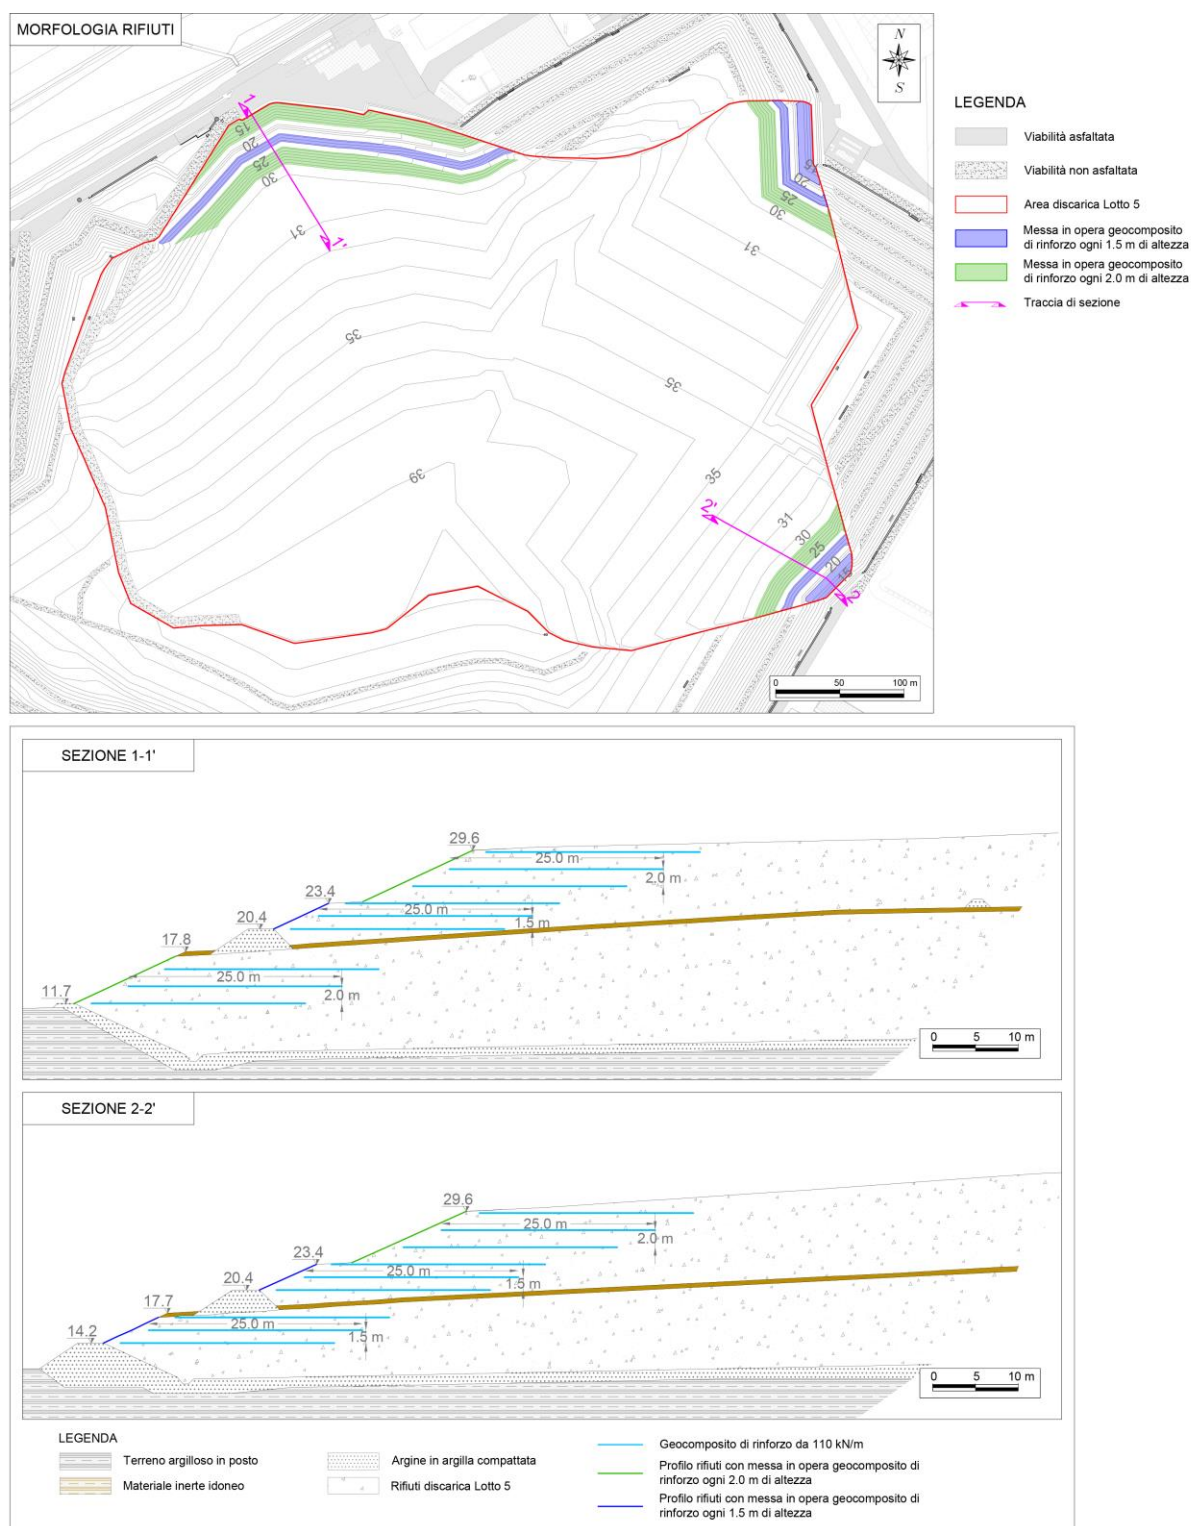 MORFOLOGIA RIFIUTI
N
S
1
15
20
25
30
31
1'
15
20
25
30
31
35
35
39
35
2'
31
30
25
20
15
2
0 50 100 m
LEGENDA
Viabilità asfaltata
Viabilità non asfaltata
Area discarica Lotto 5
Messa in opera geocomposito
di rinforzo ogni 1.5 m di altezza
Messa in opera geocomposito
di rinforzo ogni 2.0 m di altezza
Traccia di sezione
SEZIONE 1-1'
29.6
25.0 m
2.0 m
23.4
25.0 m
1.5 m
20.4
17.8
25.0 m
2.0 m
11.7
0 5 10 m
SEZIONE 2-2'
29.6
25.0 m
2.0 m
23.4
25.0 m
1.5 m
20.4
17.7
25.0 m
1.5 m
14.2
0 5 10 m
LEGENDA
Terreno argilloso in posto
Materiale inerte idoneo
Argine in argilla compattata
Rifiuti discarica Lotto 5
Geocomposito di rinforzo da 110 kN/m
Profilo rifiuti con messa in opera geocomposito di
rinforzo ogni 2.0 m di altezza
Profilo rifiuti con messa in opera geocomposito di
rinforzo ogni 1.5 m di altezza